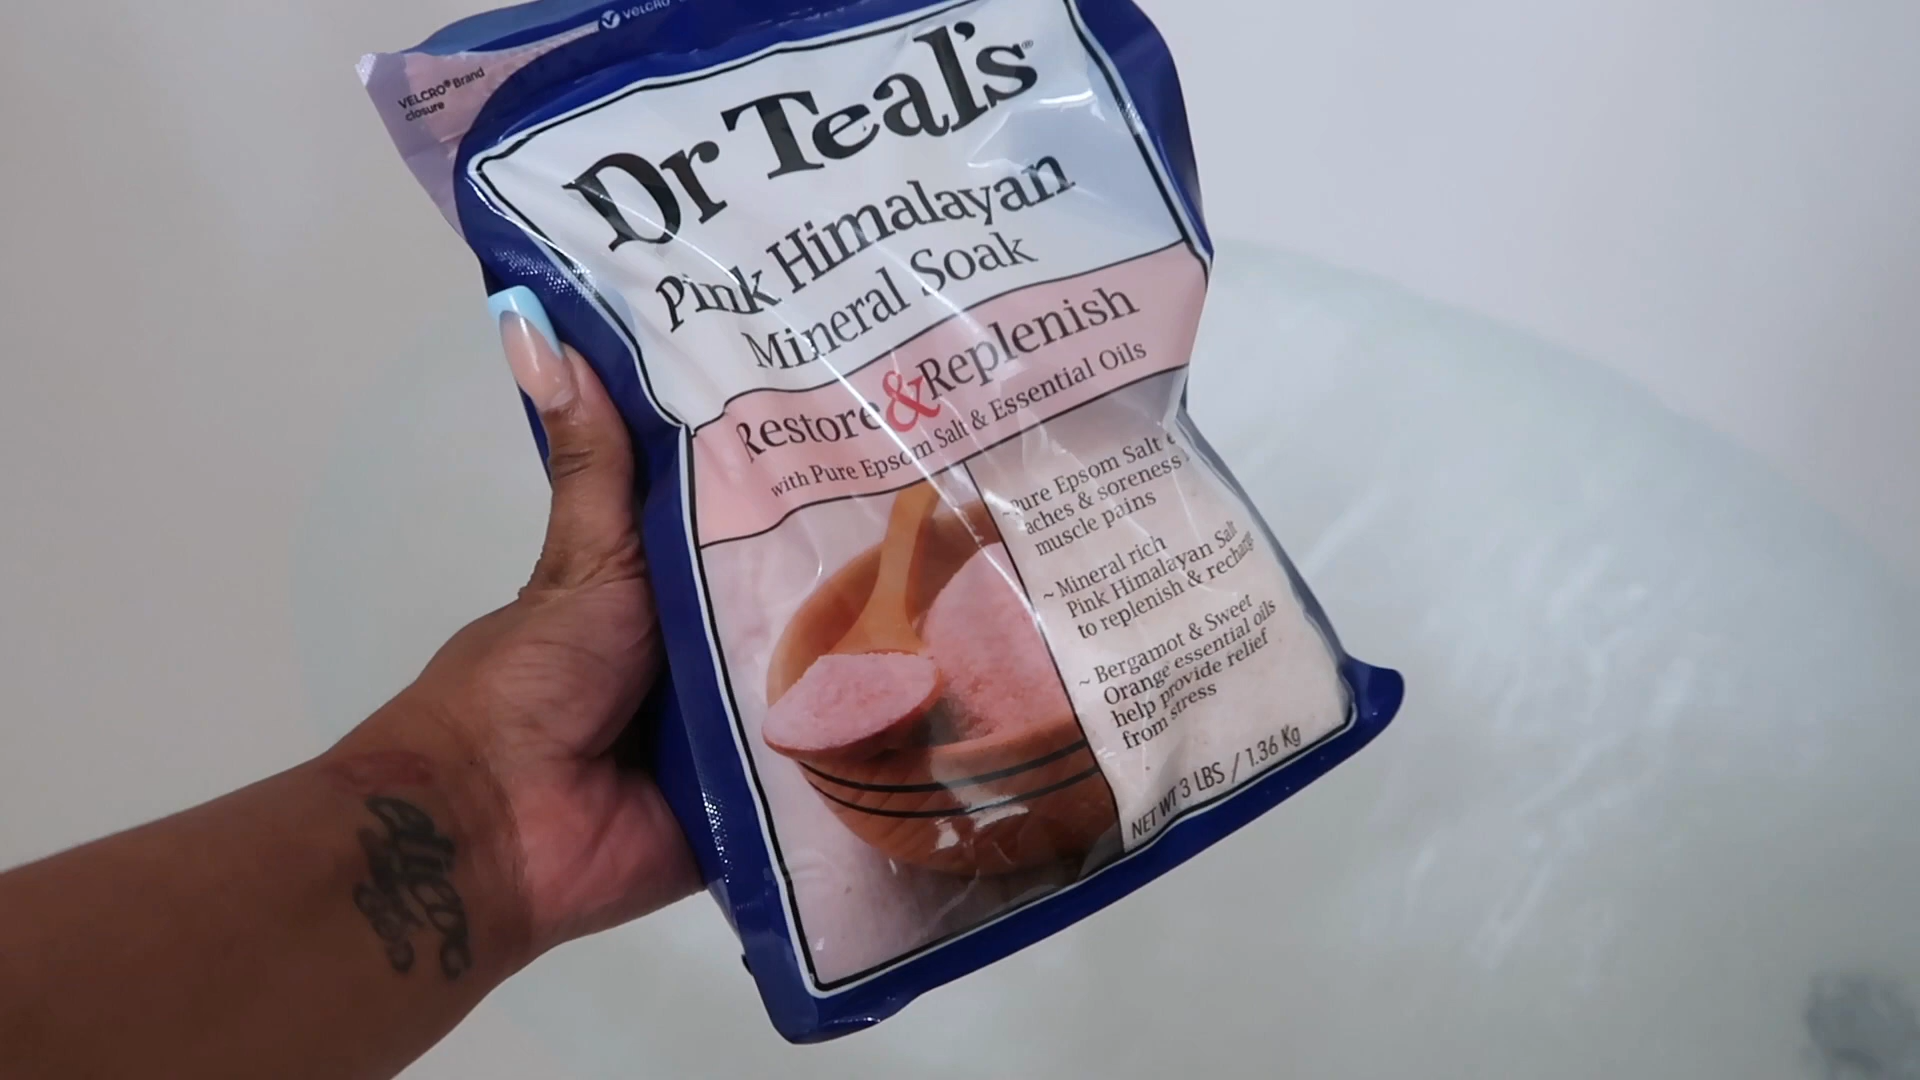 VELCRO
VELCRO® Brand
closure
Dr Teal's®
Pink Himalayan
Mineral Soak
Restore & Replenish
with Pure Epsom Salt & Essential Oils
~Pure Epsom Salt
aches & soreness
muscle pains
~ Mineral rich
Pink Himalayan Salt
to replenish & recharge
~ Bergamot & Sweet
Orange essential oils
help provide relief
from stress
NET WT 3 LBS / 1.36 Kg